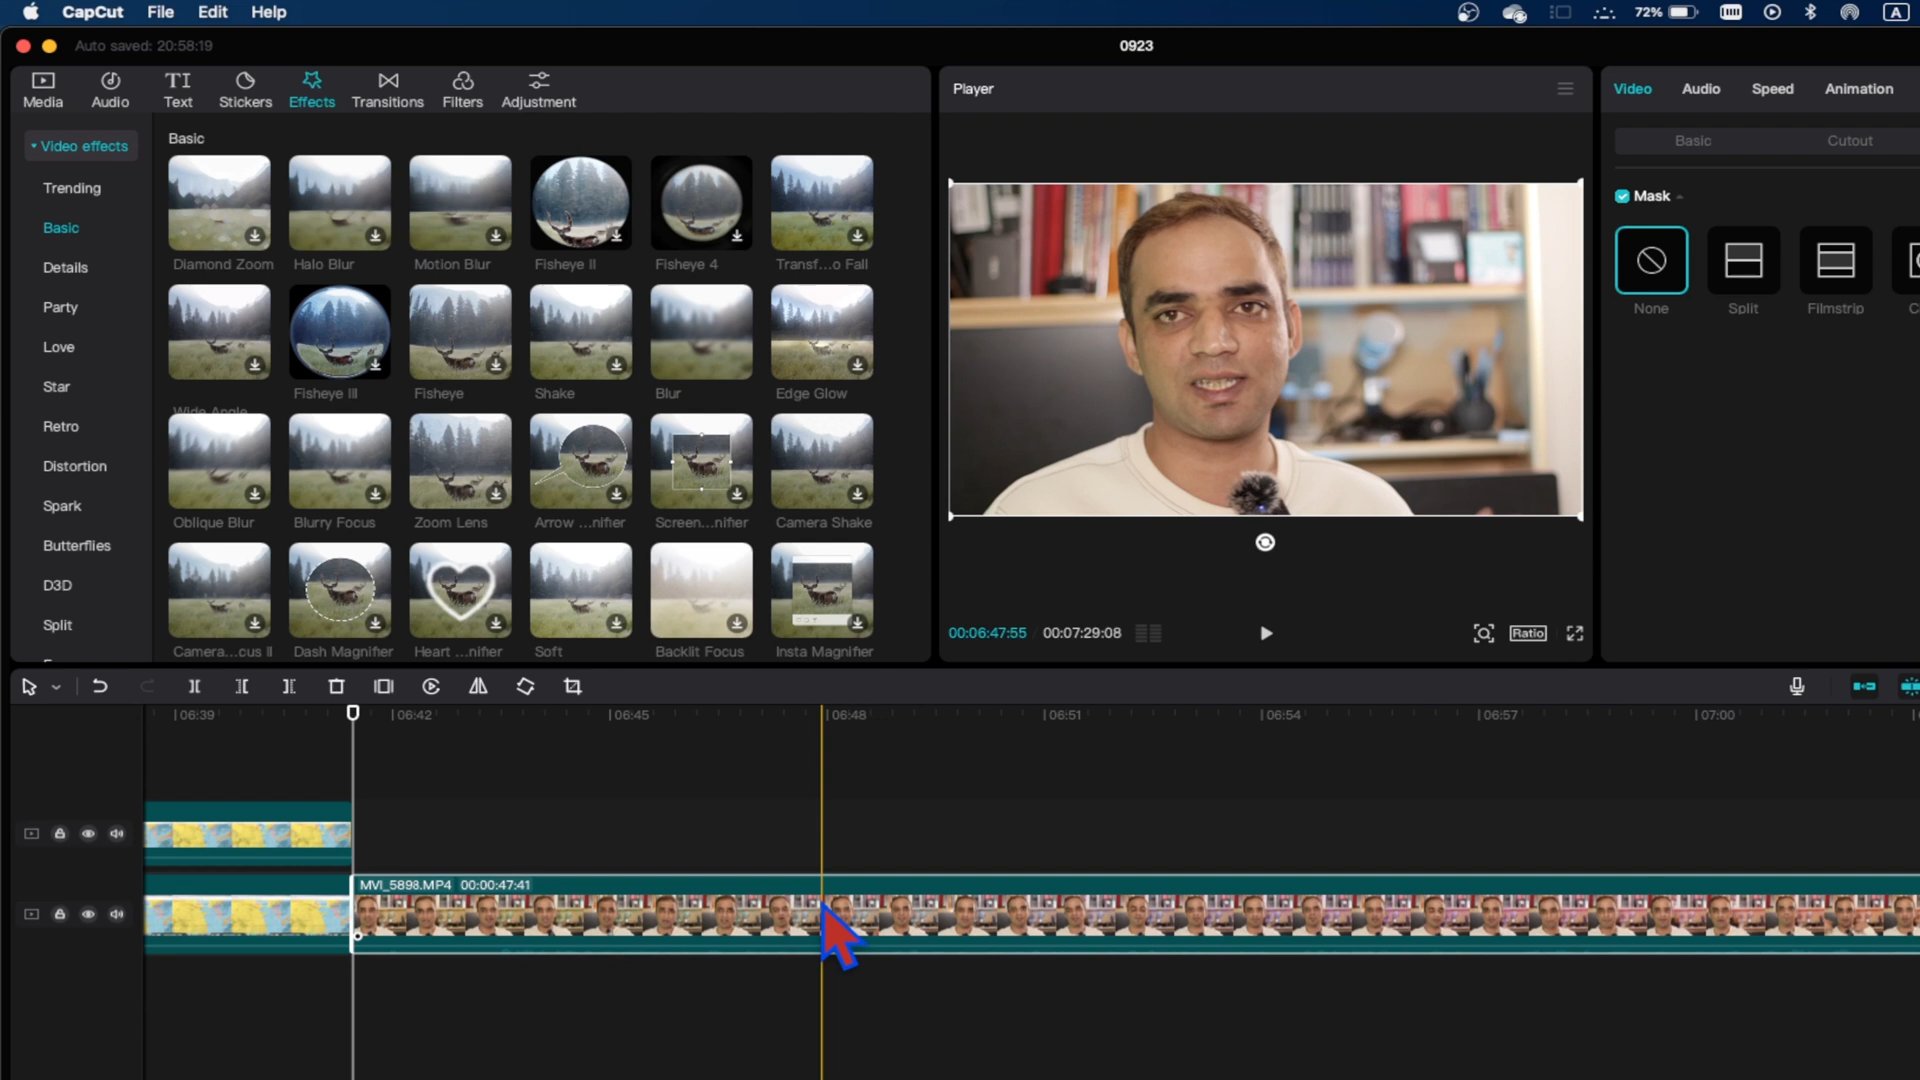 CapCut File Edit Help 72% A
Auto saved: 20:58:19
0923
Media Audio Text Stickers Effects Transitions Filters Adjustment
TI
Player
Video Audio Speed Animation
Video effects
Basic
Basic Cutout
Trending
Basic
Details
Party
Love
Star
Retro
Distortion
Spark
Butterflies
D3D
Split
Diamond Zoom Halo Blur Motion Blur Fisheye II Fisheye 4 Transf...o Fall
Fisheye III Fisheye Shake Blur Edge Glow
Wide Angle
Oblique Blur Blurry Focus Zoom Lens Arrow ...nifier Screen...nifier Camera Shake
Camera...cus II Dash Magnifier Heart ...nifier Soft Backlit Focus Insta Magnifier
Mask
None Split Filmstrip
00:06:47:55 00:07:29:08
Ratio
06:39 06:42 06:45 06:48 06:51 06:54 06:57 07:00
MVI_5898.MP4 00:00:47:41